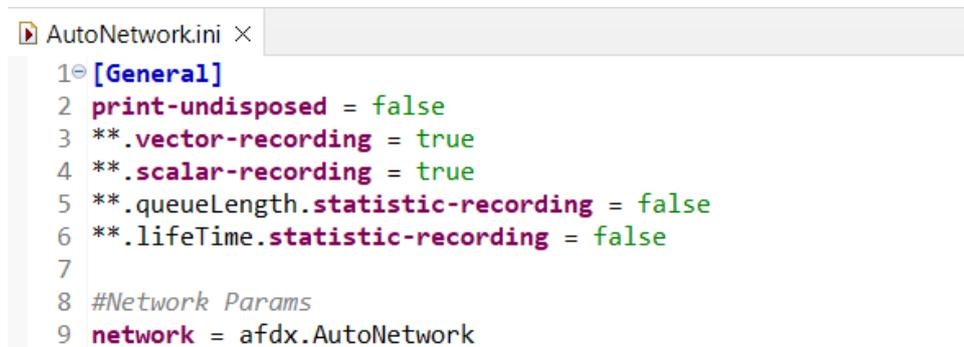 AutoNetwork.ini
1 [General]
2 print-undisposed = false
3 **.vector-recording = true
4 **.scalar-recording = true
5 **.queueLength.statistic-recording = false
6 **.lifeTime.statistic-recording = false
7
8 #Network Params
9 network = afdx.AutoNetwork